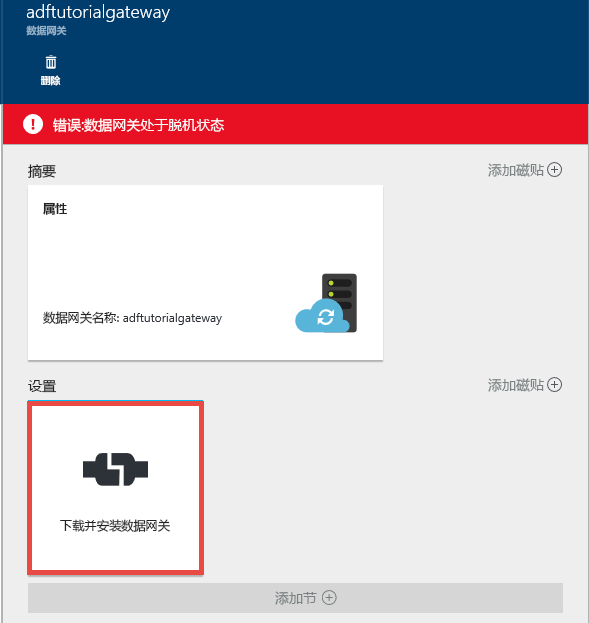 adftutorialgateway
数据网关
删除
错误:数据网关处于脱机状态
摘要
添加磁贴
属性
数据网关名称: adftutorialgateway
设置
添加磁贴
下载并安装数据网关
添加节